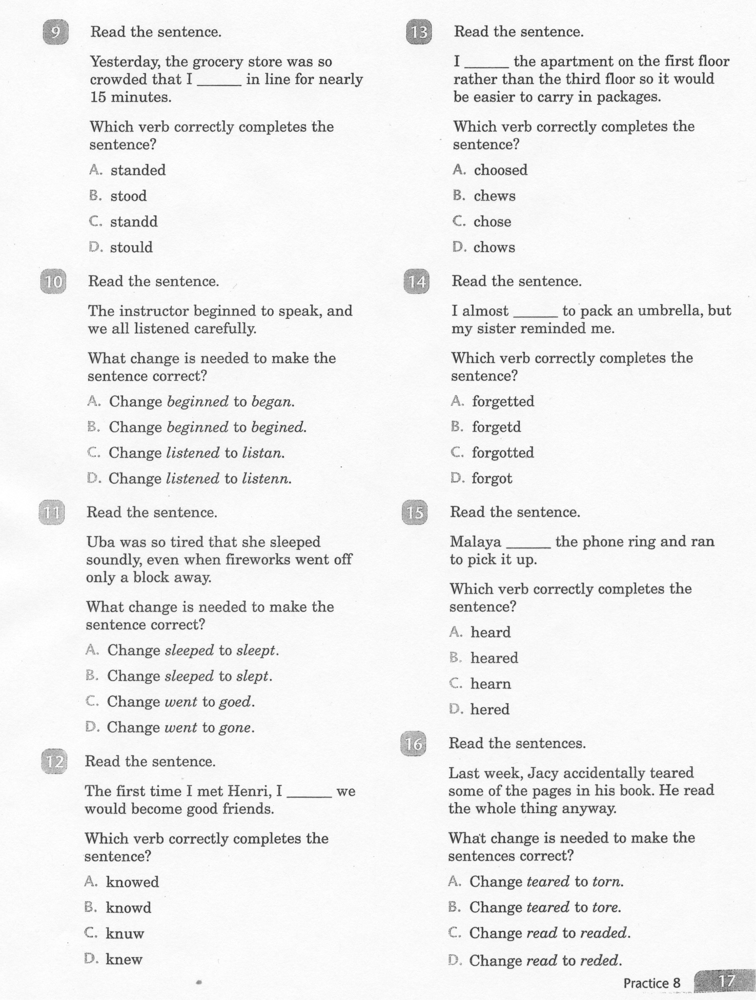 9
Read the sentence.
Yesterday, the grocery store was so
crowded that I ______ in line for nearly
15 minutes.
Which verb correctly completes the
sentence?
A. standed
B. stood
C. standd
D. stould
10
Read the sentence.
The instructor beginned to speak, and
we all listened carefully.
What change is needed to make the
sentence correct?
A. Change beginned to began.
B. Change beginned to begined.
C. Change listened to listan.
D. Change listened to listenn.
11
Read the sentence.
Uba was so tired that she sleeped
soundly, even when fireworks went off
only a block away.
What change is needed to make the
sentence correct?
A. Change sleeped to sleept.
B. Change sleeped to slept.
C. Change went to goed.
D. Change went to gone.
12
Read the sentence.
The first time I met Henri, I ______ we
would become good friends.
Which verb correctly completes the
sentence?
A. knowed
B. knowd
C. knuw
D. knew
13
Read the sentence.
I ______ the apartment on the first floor
rather than the third floor so it would
be easier to carry in packages.
Which verb correctly completes the
sentence?
A. choosed
B. chews
C. chose
D. chows
14
Read the sentence.
I almost ______ to pack an umbrella, but
my sister reminded me.
Which verb correctly completes the
sentence?
A. forgetted
B. forgetd
C. forgotted
D. forgot
15
Read the sentence.
Malaya ______ the phone ring and ran
to pick it up.
Which verb correctly completes the
sentence?
A. heard
B. heared
C. hearn
D. hered
16
Read the sentences.
Last week, Jacy accidentally teared
some of the pages in his book. He read
the whole thing anyway.
What change is needed to make the
sentences correct?
A. Change teared to torn.
B. Change teared to tore.
C. Change read to readed.
D. Change read to reded.
Practice 8 17